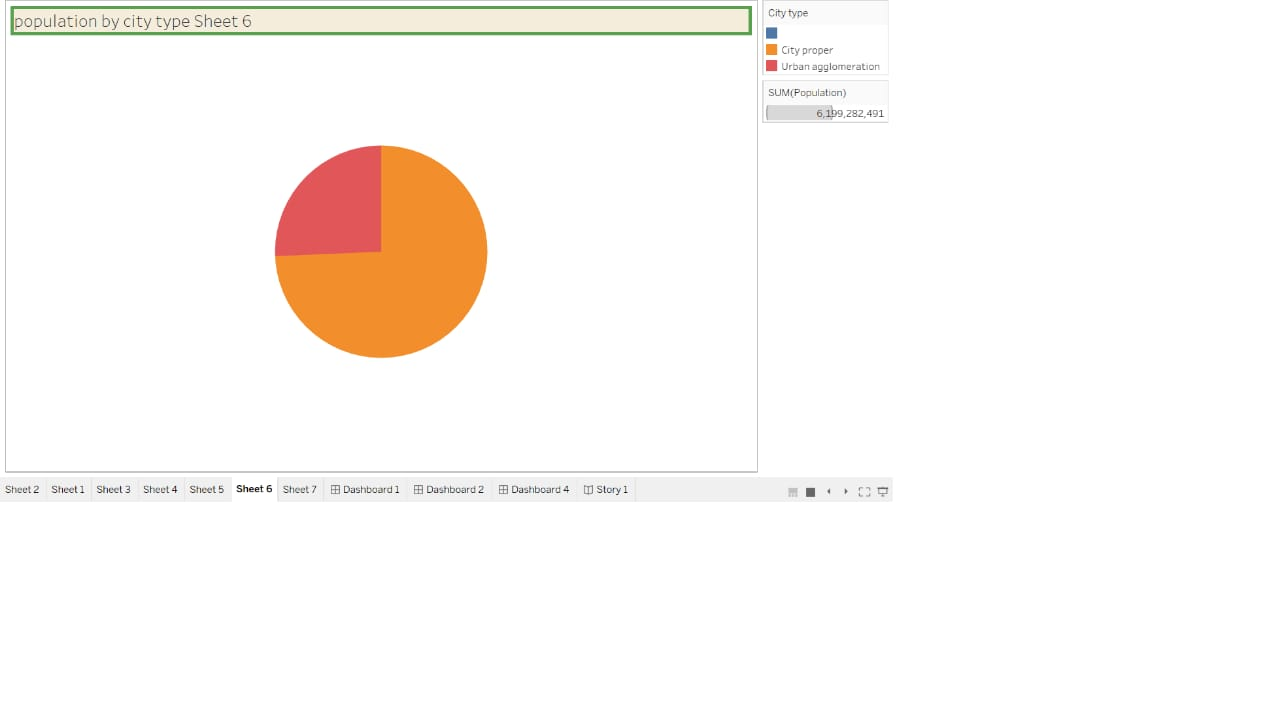 population by city type Sheet 6
City type
City proper
Urban agglomeration
SUM(Population)
6,199,282,491
Sheet 2 Sheet 1 Sheet 3 Sheet 4 Sheet 5 Sheet 6 Sheet 7 Dashboard 1 Dashboard 2 Dashboard 4 Story 1